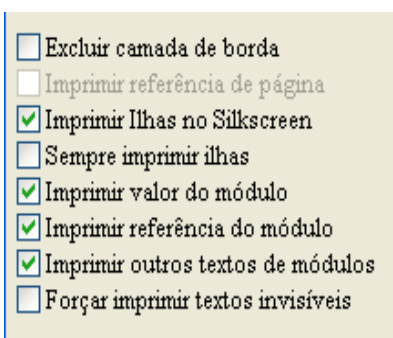 Excluir camada de borda
Imprimir referência de página
Imprimir Ilhas no Silkscreen
Sempre imprimir ilhas
Imprimir valor do módulo
Imprimir referência do módulo
Imprimir outros textos de módulos
Forçar imprimir textos invisíveis